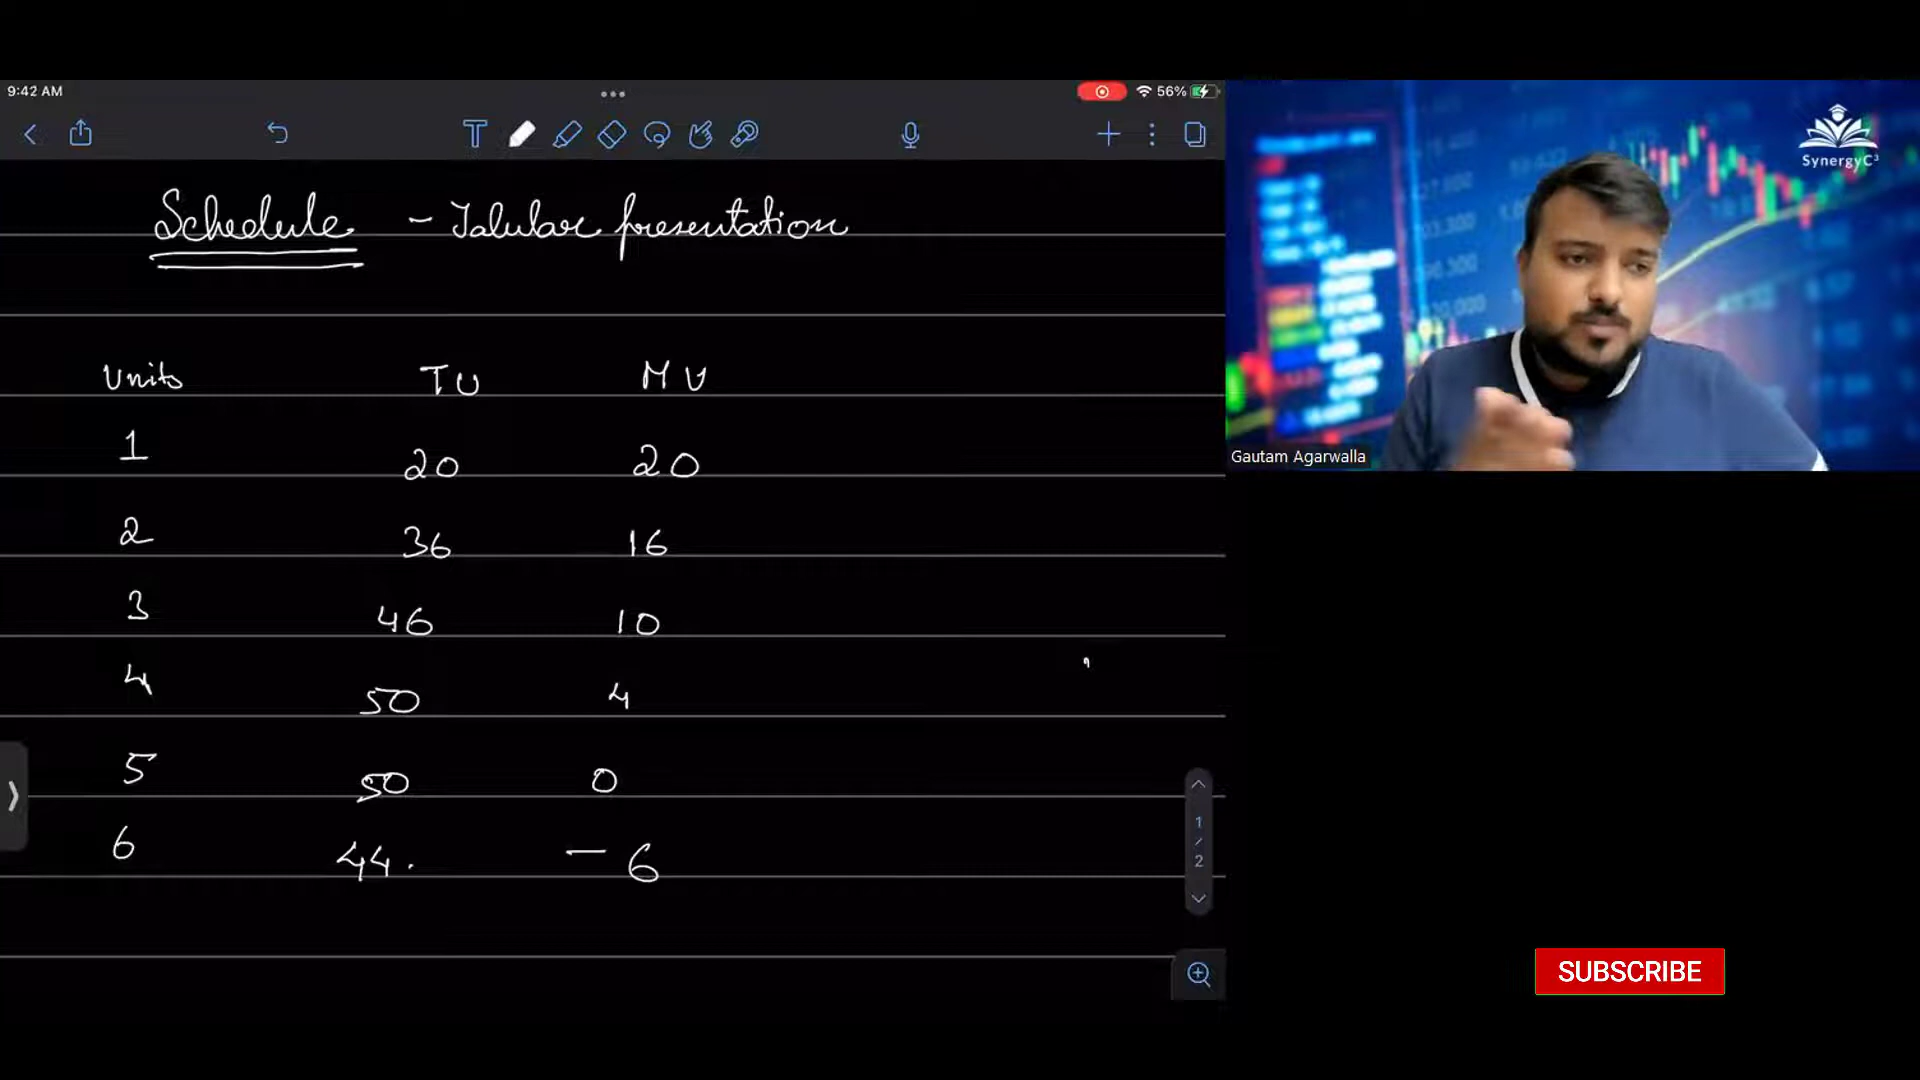 9:42 AM
56%
Schedule - Tabular presentation
Units TU MU
1 20 20
2 36 16
3 46 10
4 50 4
5 50 0
6 44. - 6
1
/
2
SynergyC³
Gautam Agarwalla
SUBSCRIBE